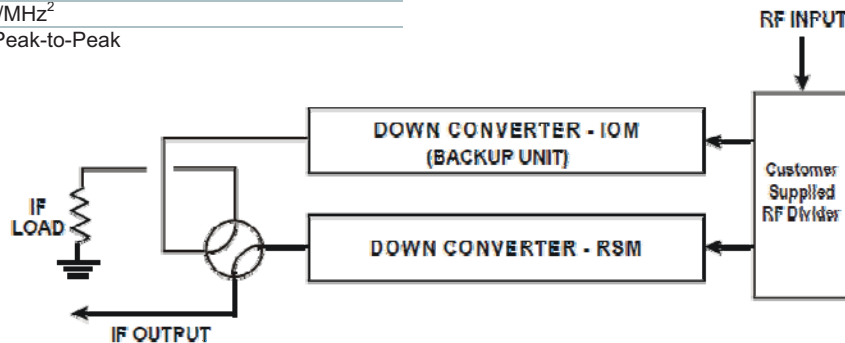 /MHz²
Peak-to-Peak
RF INPUT
DOWN CONVERTER - IOM
(BACKUP UNIT)
Customer
Supplied
RF Divider
IF
LOAD
DOWN CONVERTER - RSM
IF OUTPUT